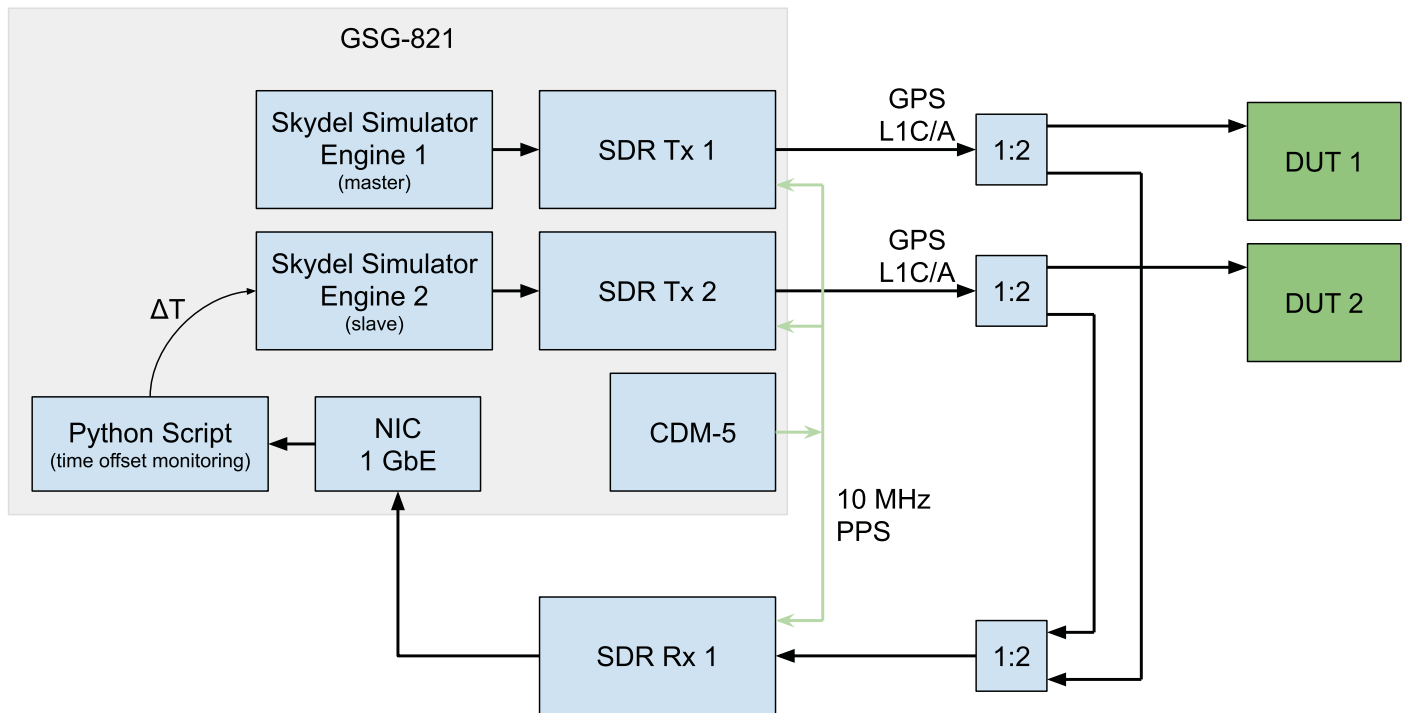 GSG-821
Skydel Simulator
Engine 1
(master)
SDR Tx 1
GPS
L1C/A
1:2
DUT 1
Skydel Simulator
Engine 2
(slave)
SDR Tx 2
GPS
L1C/A
1:2
DUT 2
ΔT
Python Script
(time offset monitoring)
NIC
1 GbE
CDM-5
10 MHz
PPS
SDR Rx 1
1:2